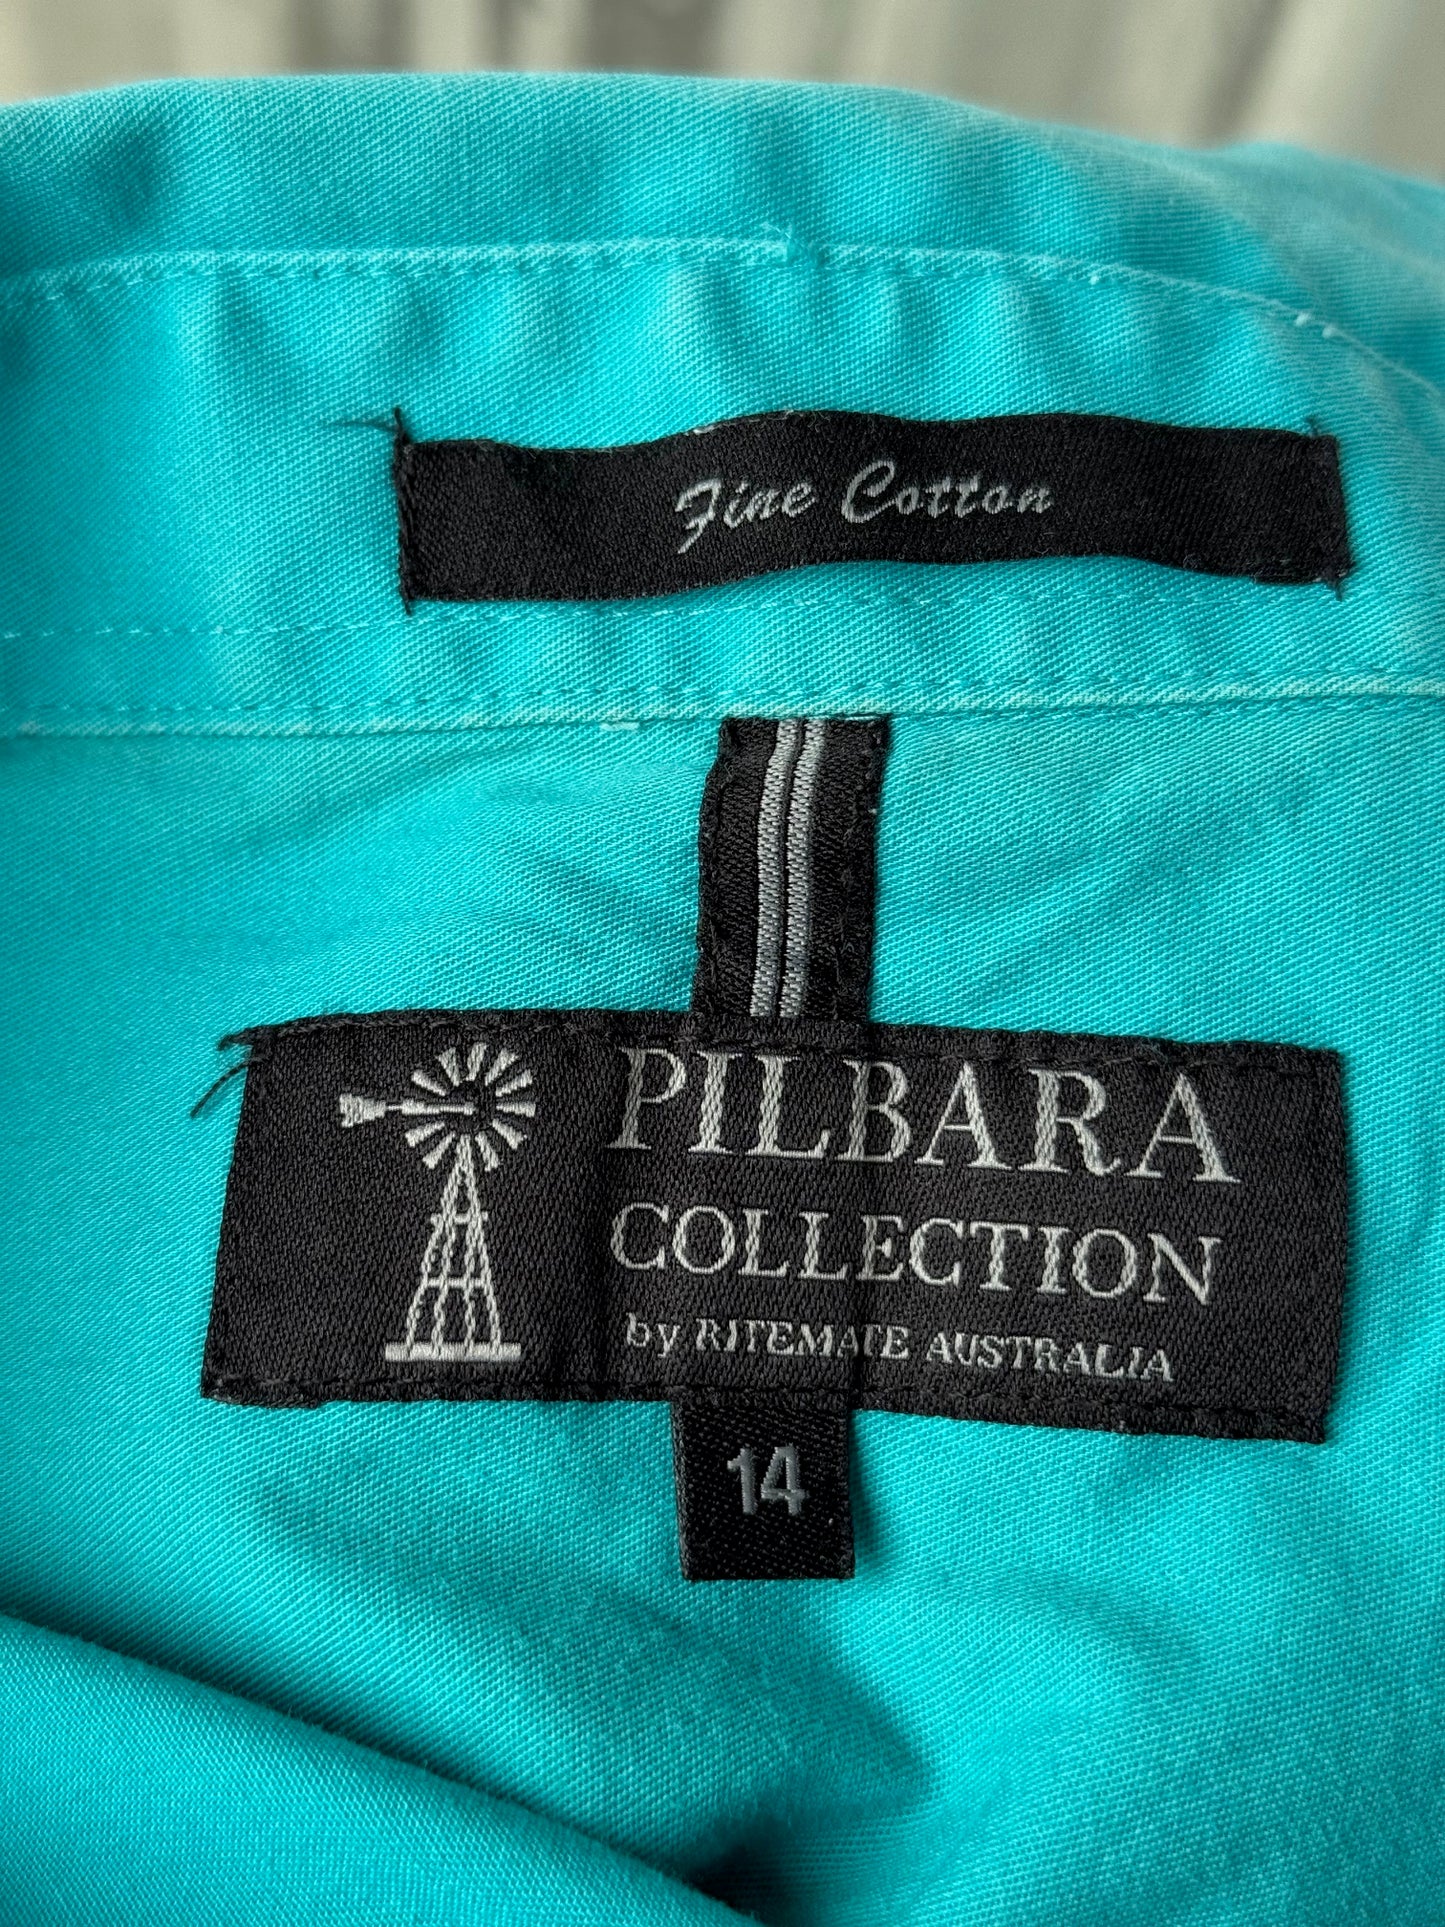 Fine Cotton
PILBARA
COLLECTION
by RITEMATE AUSTRALIA
14